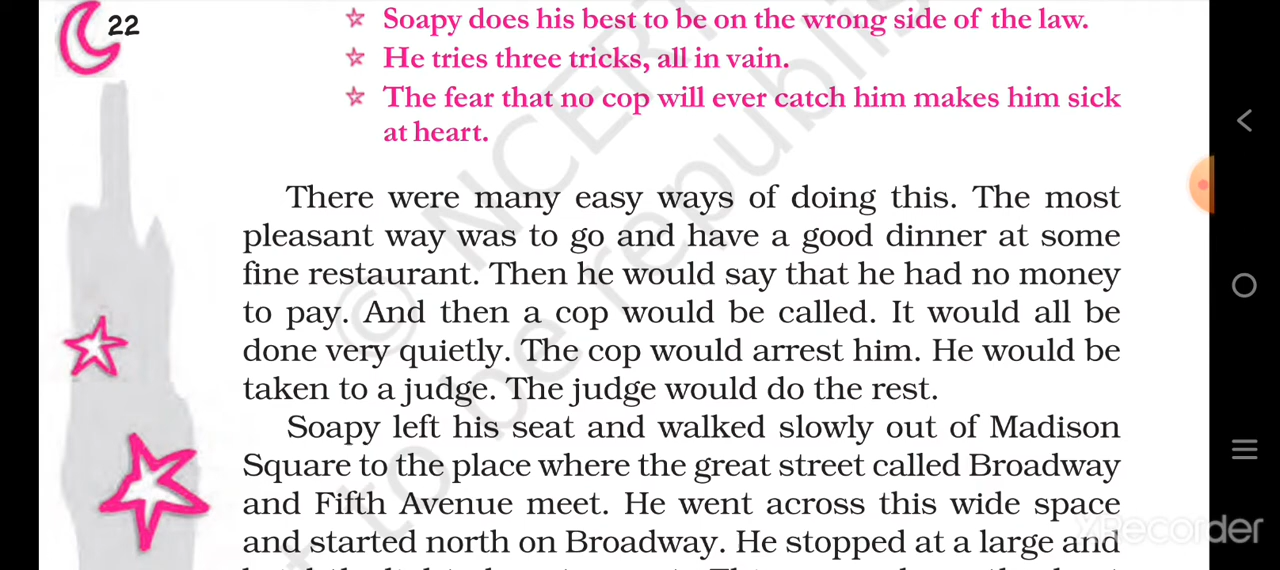 22
Soapy does his best to be on the wrong side of the law.
He tries three tricks, all in vain.
The fear that no cop will ever catch him makes him sick
at heart.
There were many easy ways of doing this. The most
pleasant way was to go and have a good dinner at some
fine restaurant. Then he would say that he had no money
to pay. And then a cop would be called. It would all be
done very quietly. The cop would arrest him. He would be
taken to a judge. The judge would do the rest.
Soapy left his seat and walked slowly out of Madison
Square to the place where the great street called Broadway
and Fifth Avenue meet. He went across this wide space
and started north on Broadway. He stopped at a large and
© NCERT
to be republis
XRecorder